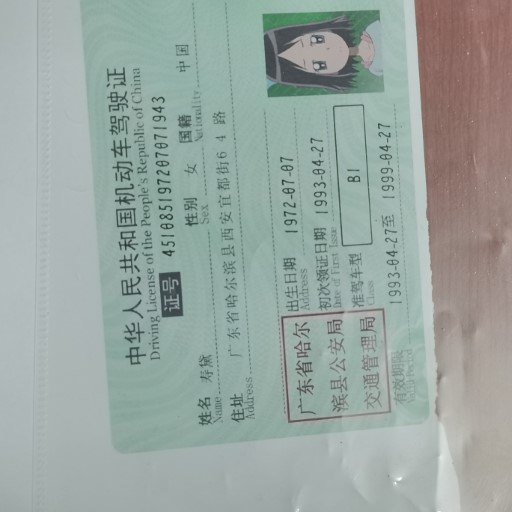 中华人民共和国机动车驾驶证
Driving License of the People's Republic of China
证号 451085197207071943
姓名 寿黛 性别 女 国籍 中国
Name Sex Nationality
住址 广东省哈尔滨县西安宜都街64路
Address
出生日期 1972-07-07
Address
初次领证日期 1993-04-27
Date of First Issue
准驾车型 B1
Class
广东省哈尔
滨县公安局
交通管理局
有效期限 1993-04-27至 1999-04-27
Valid Period